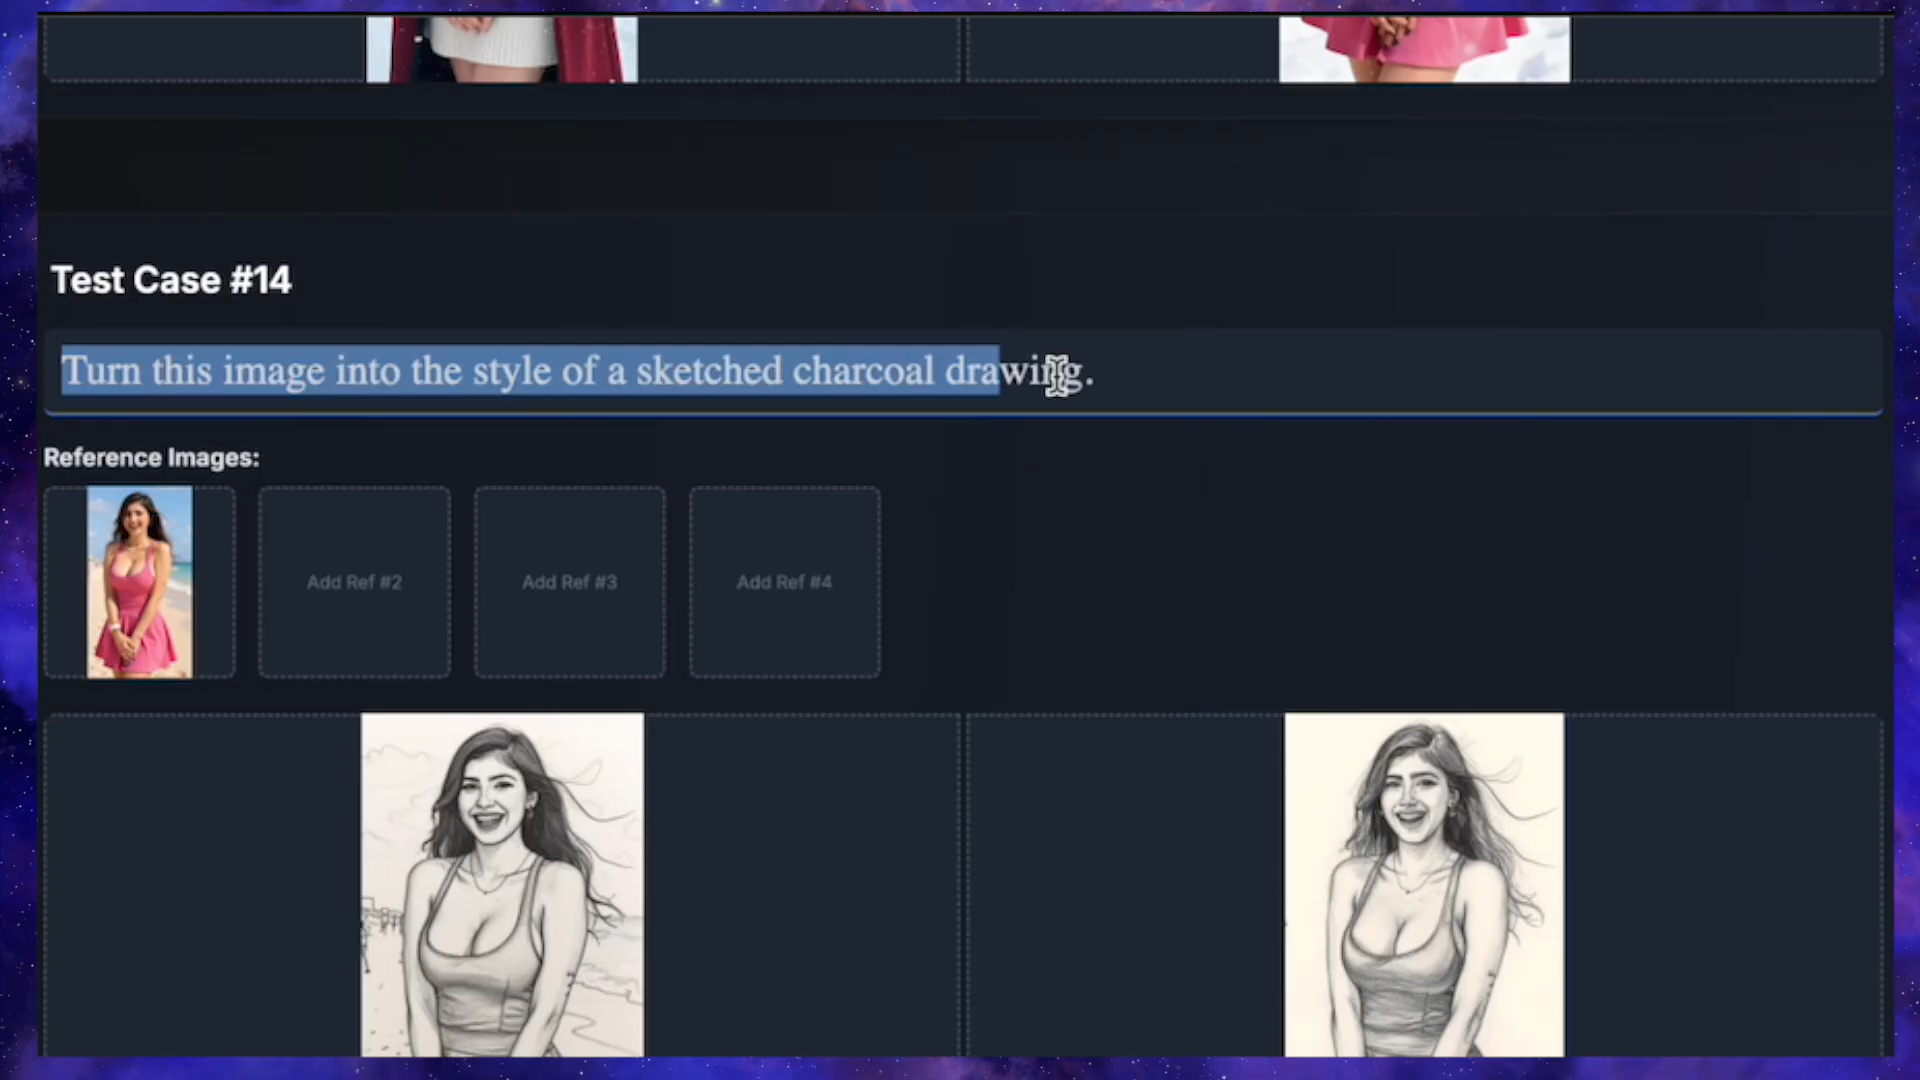 Test Case #14
Turn this image into the style of a sketched charcoal drawing.
Reference Images:
Add Ref #2
Add Ref #3
Add Ref #4